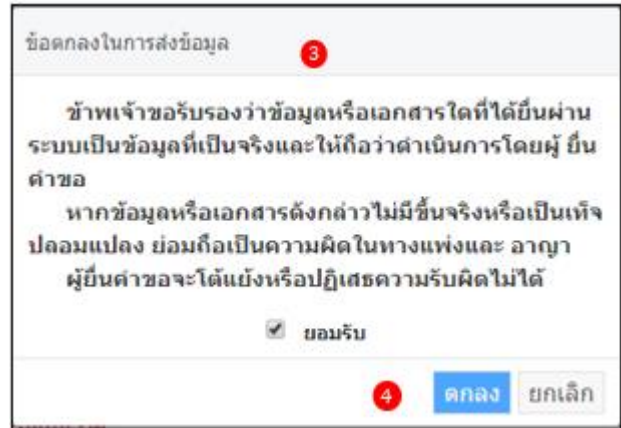 ข้อตกลงในการส่งข้อมูล
3
ข้าพเจ้าขอรับรองว่าข้อมูลหรือเอกสารใดที่ได้ยื่นผ่าน
ระบบเป็นข้อมูลที่เป็นจริงและให้ถือว่าดำเนินการโดยผู้ ยื่น
คำขอ
หากข้อมูลหรือเอกสารดังกล่าวไม่มีขึ้นจริงหรือเป็นเท็จ
ปลอมแปลง ย่อมถือเป็นความผิดในทางแพ่งและ อาญา
ผู้ยื่นคำขอจะโต้แย้งหรือปฏิเสธความรับผิดไม่ได้
ยอมรับ
4 ตกลง ยกเลิก